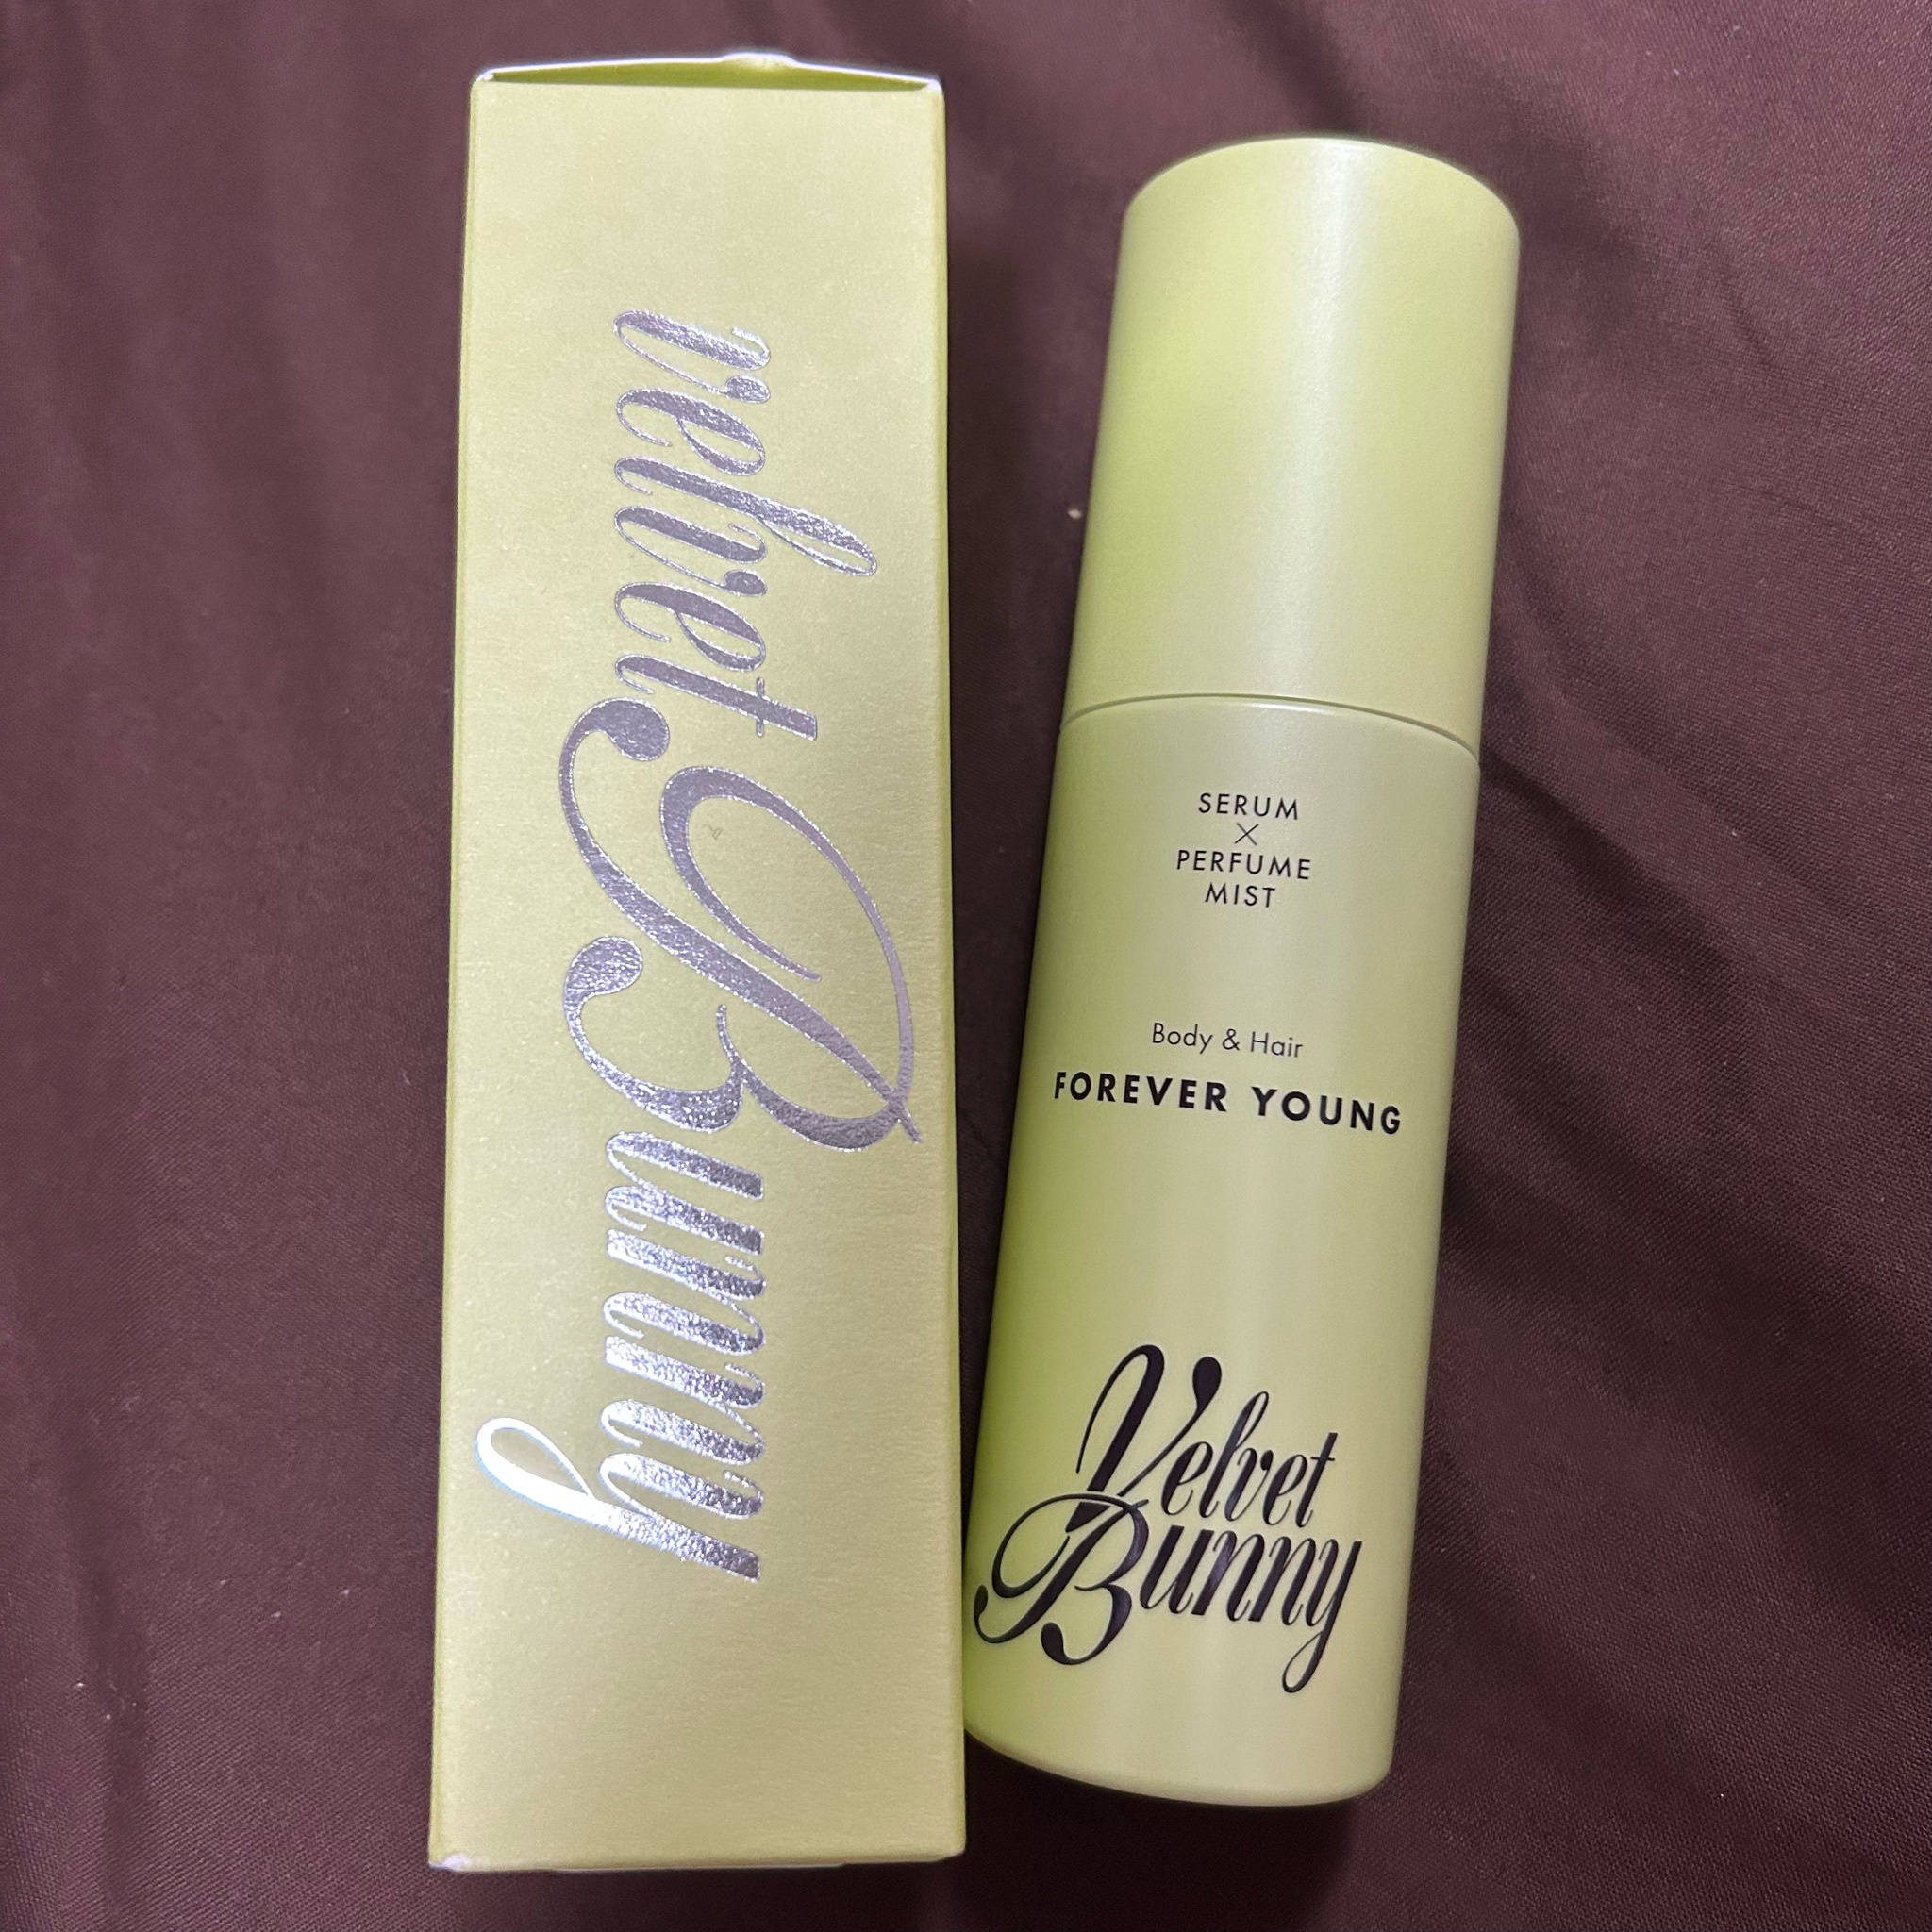 velvet Bunny
SERUM
×
PERFUME
MIST
Body & Hair
FOREVER YOUNG
Velvet
Bunny